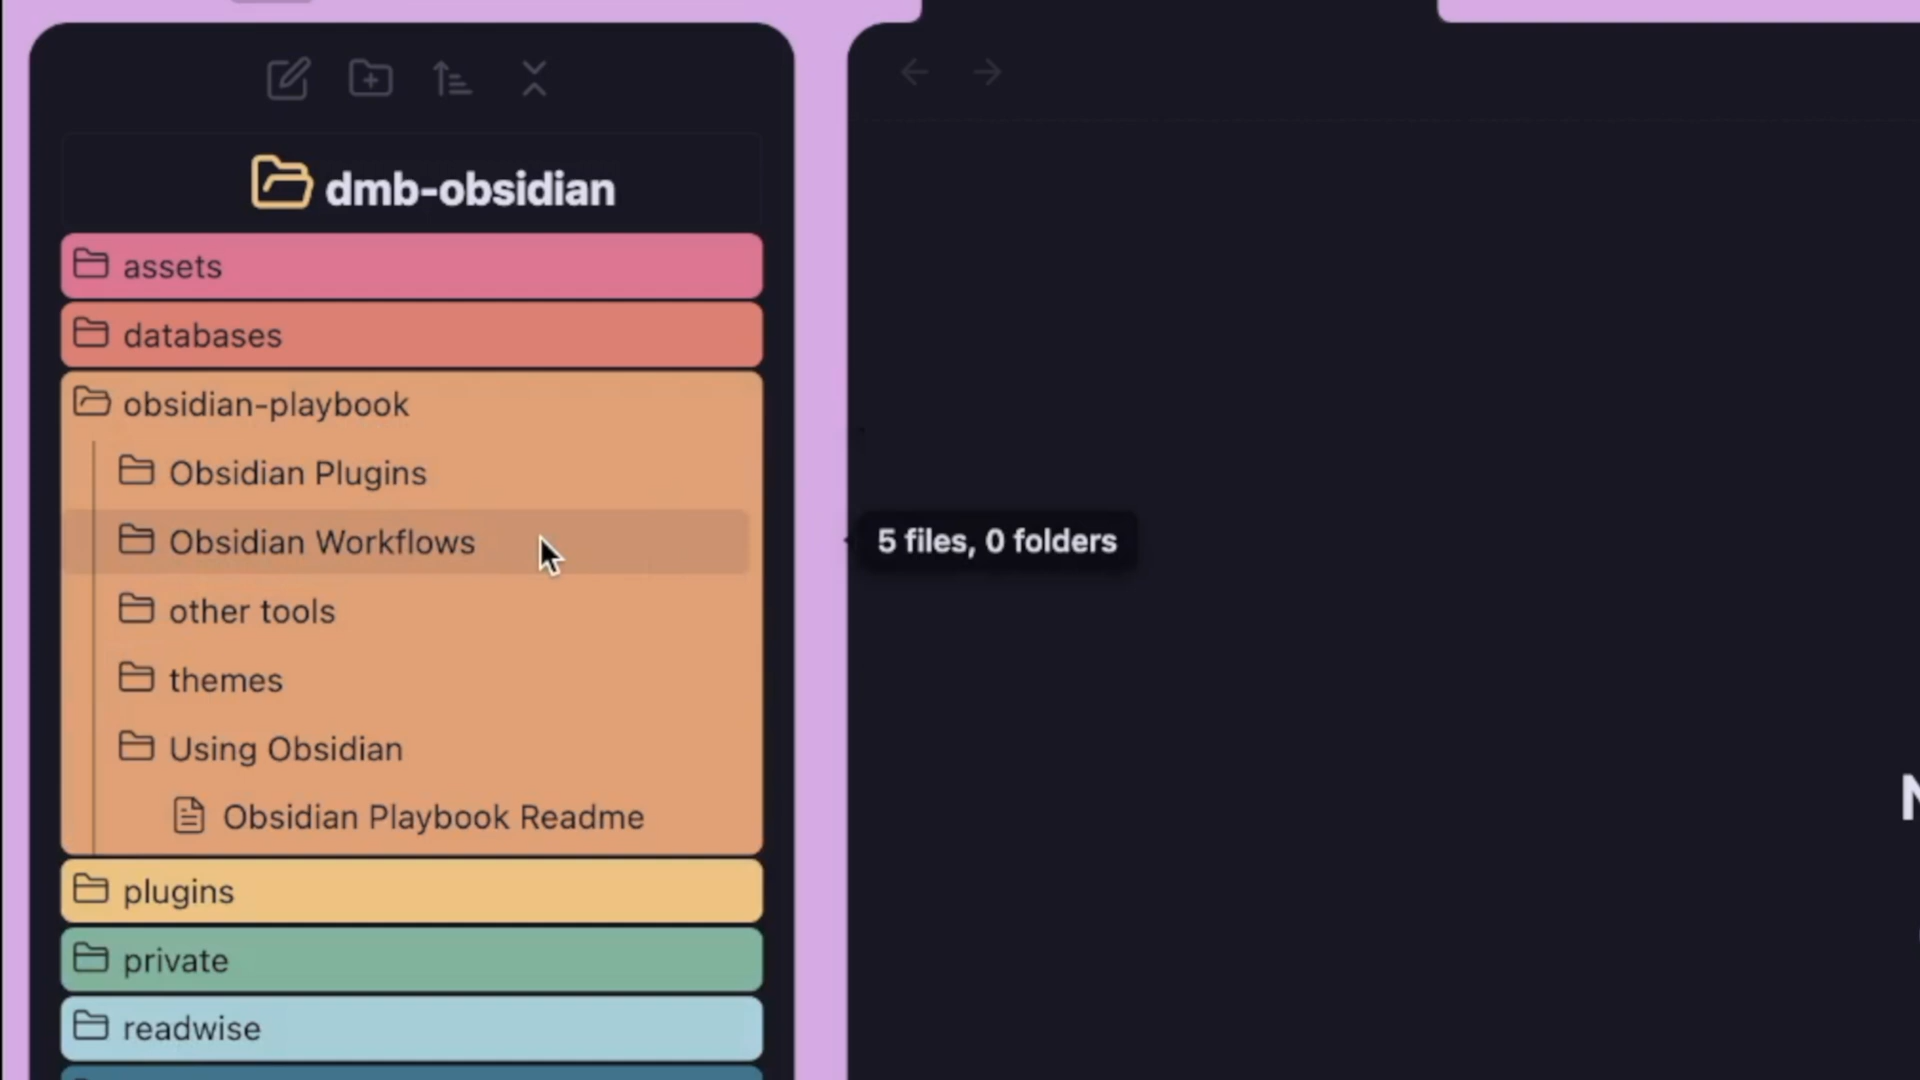 dmb-obsidian
assets
databases
obsidian-playbook
Obsidian Plugins
Obsidian Workflows
5 files, 0 folders
other tools
themes
Using Obsidian
Obsidian Playbook Readme
plugins
private
readwise